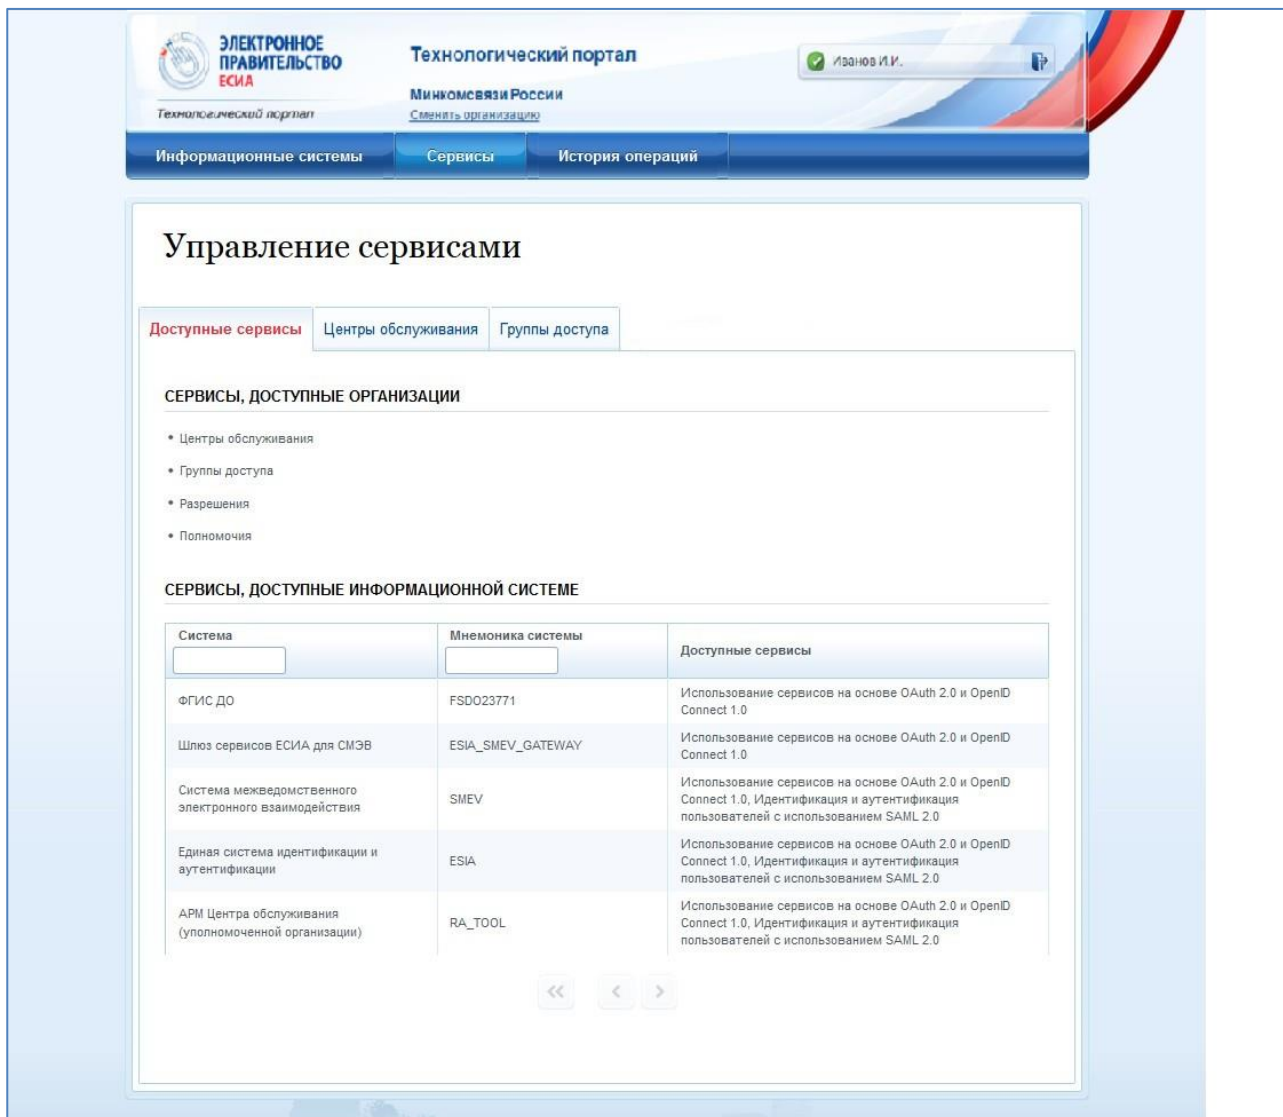 ЭЛЕКТРОННОЕ
ПРАВИТЕЛЬСТВО
ЕСИА
Технологический портал
Технологический портал
Минкомсвязи России
Сменить организацию
Иванов И.И.
Информационные системы
Сервисы
История операций
Управление сервисами
Доступные сервисы
Центры обслуживания
Группы доступа
СЕРВИСЫ, ДОСТУПНЫЕ ОРГАНИЗАЦИИ
• Центры обслуживания
• Группы доступа
• Разрешения
• Полномочия
СЕРВИСЫ, ДОСТУПНЫЕ ИНФОРМАЦИОННОЙ СИСТЕМЕ
Система
Мнемоника системы
Доступные сервисы
ФГИС ДО
FSDO23771
Использование сервисов на основе OAuth 2.0 и OpenID
Connect 1.0
Шлюз сервисов ЕСИА для СМЭВ
ESIA_SMEV_GATEWAY
Использование сервисов на основе OAuth 2.0 и OpenID
Connect 1.0
Система межведомственного
электронного взаимодействия
SMEV
Использование сервисов на основе OAuth 2.0 и OpenID
Connect 1.0, Идентификация и аутентификация
пользователей с использованием SAML 2.0
Единая система идентификации и
аутентификации
ESIA
Использование сервисов на основе OAuth 2.0 и OpenID
Connect 1.0, Идентификация и аутентификация
пользователей с использованием SAML 2.0
АРМ Центра обслуживания
(уполномоченной организации)
RA_TOOL
Использование сервисов на основе OAuth 2.0 и OpenID
Connect 1.0, Идентификация и аутентификация
пользователей с использованием SAML 2.0